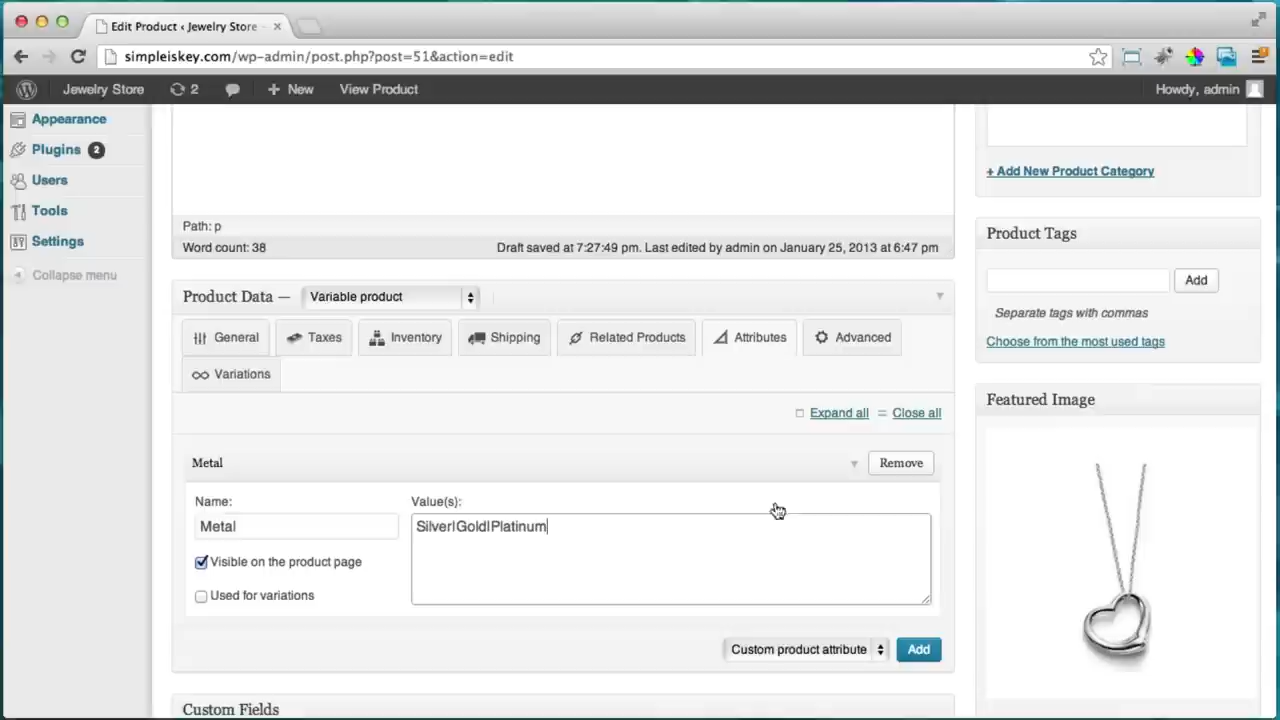 Edit Product ‹ Jewelry Store
simpleiskey.com/wp-admin/post.php?post=51&action=edit
Jewelry Store 2 + New View Product Howdy, admin
Appearance
Plugins 2
Users
Tools
Settings
Collapse menu
Path: p
Word count: 38 Draft saved at 7:27:49 pm. Last edited by admin on January 25, 2013 at 6:47 pm
Product Data — Variable product
General Taxes Inventory Shipping Related Products Attributes Advanced
Variations
Expand all Close all
Metal Remove
Name: Value(s):
Metal Silver|Gold|Platinum
Visible on the product page
Used for variations
Custom product attribute Add
Custom Fields
+ Add New Product Category
Product Tags
Add
Separate tags with commas
Choose from the most used tags
Featured Image